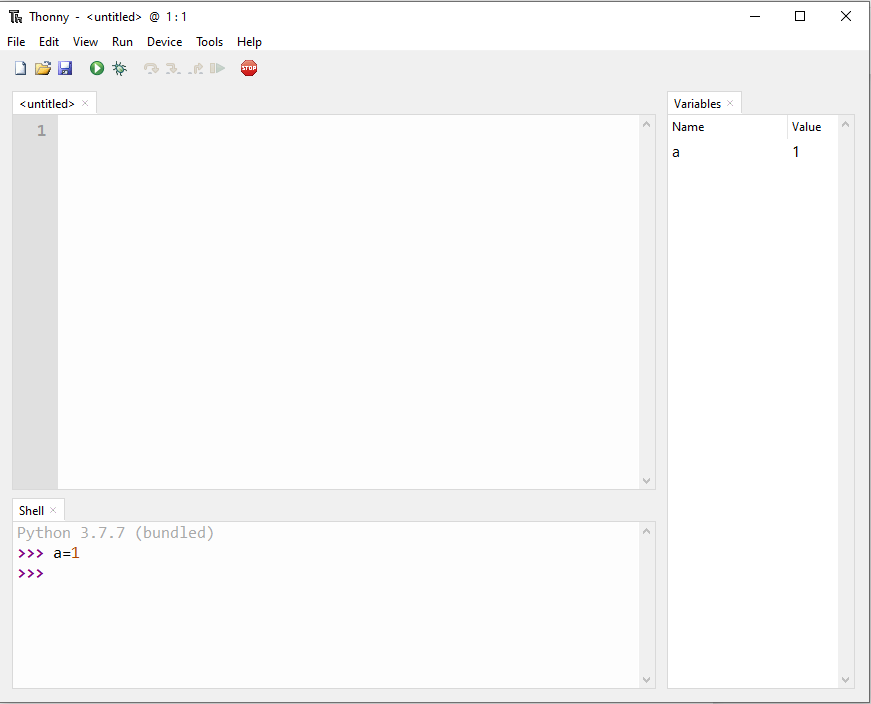 Thonny - <untitled> @ 1:1
File Edit View Run Device Tools Help
STOP
<untitled>
1
Variables
Name Value
a 1
Shell
Python 3.7.7 (bundled)
>>> a=1
>>>